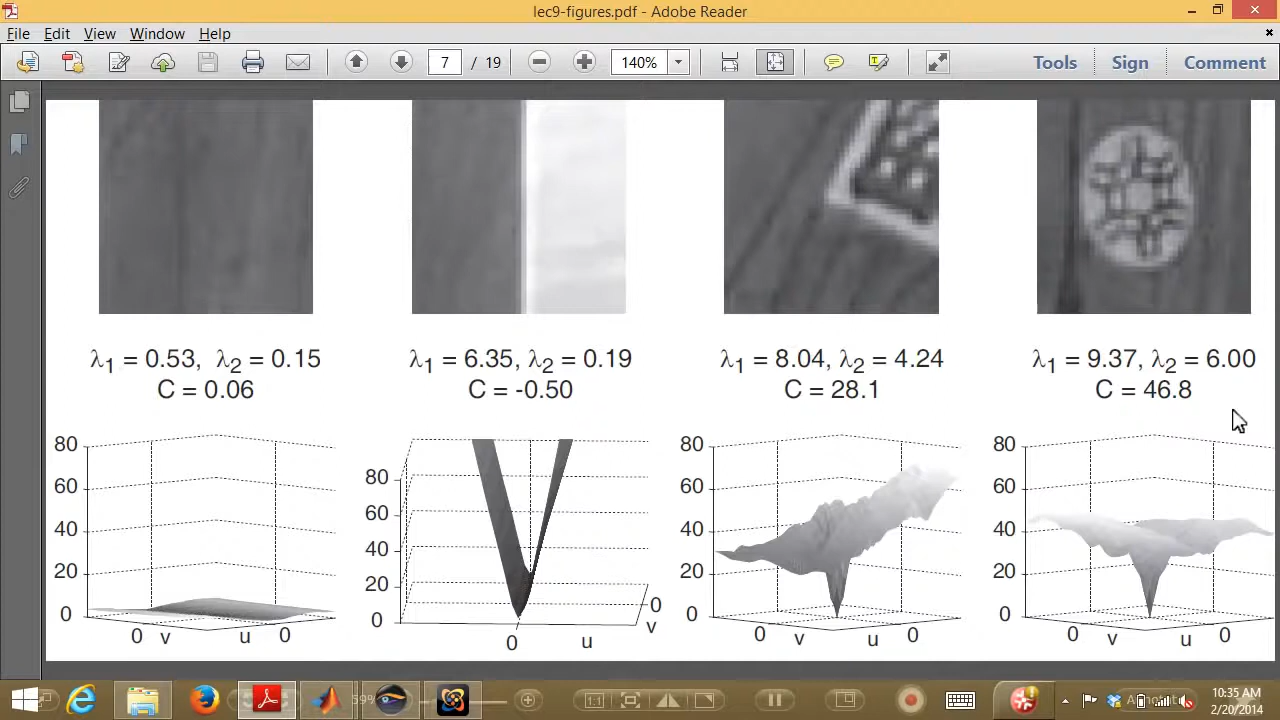 lec9-figures.pdf - Adobe Reader
File Edit View Window Help
7 / 19 140% Tools Sign Comment
λ1 = 0.53, λ2 = 0.15
C = 0.06
λ1 = 6.35, λ2 = 0.19
C = -0.50
λ1 = 8.04, λ2 = 4.24
C = 28.1
λ1 = 9.37, λ2 = 6.00
C = 46.8
80
60
40
20
0
0 v u 0
80
60
40
20
0
0
v
0 u
80
60
40
20
0
0 v u 0
80
60
40
20
0
0 v u 0
10:35 AM
2/20/2014